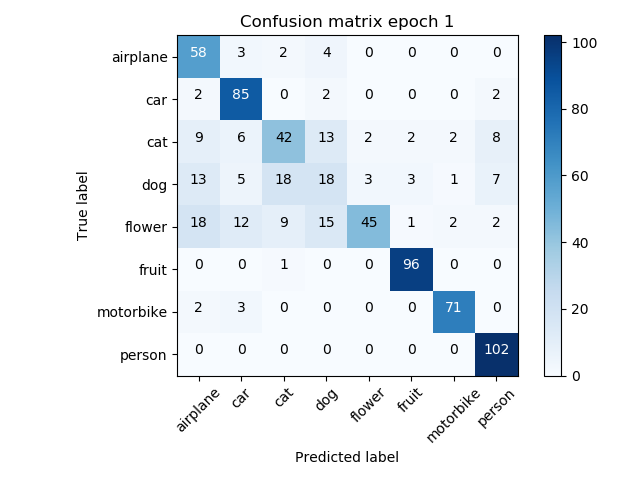 Confusion matrix epoch 1
airplane 58 3 2 4 0 0 0 0
car 2 85 0 2 0 0 0 2
cat 9 6 42 13 2 2 2 8
dog 13 5 18 18 3 3 1 7
flower 18 12 9 15 45 1 2 2
fruit 0 0 1 0 0 96 0 0
motorbike 2 3 0 0 0 0 71 0
person 0 0 0 0 0 0 0 102
airplane car cat dog flower fruit motorbike person
True label
Predicted label
100
80
60
40
20
0